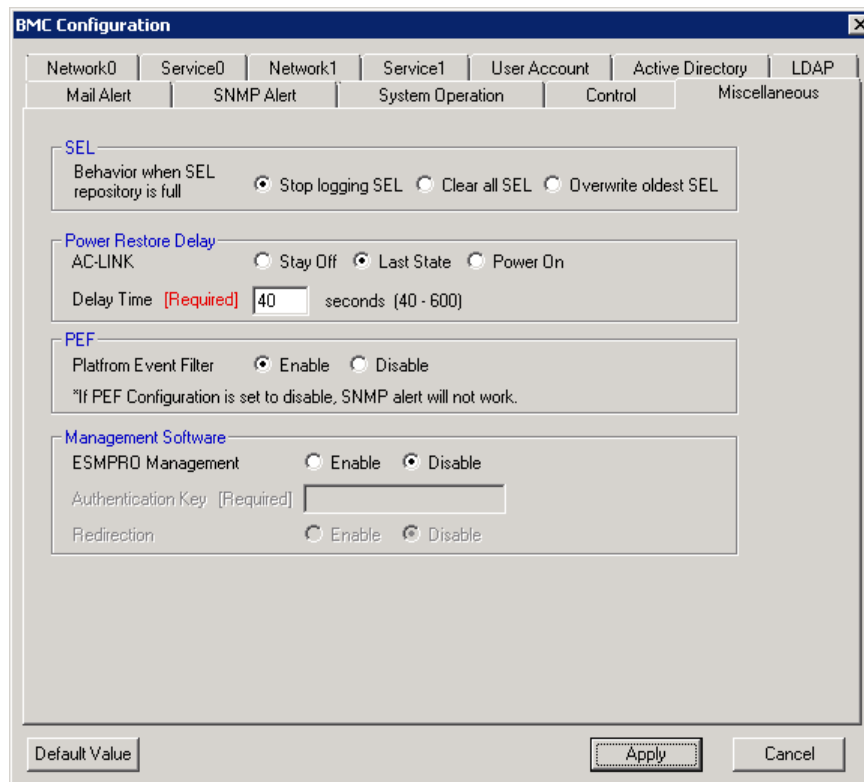 BMC Configuration
Network0 Service0 Network1 Service1 User Account Active Directory LDAP
Mail Alert SNMP Alert System Operation Control Miscellaneous
SEL
Behavior when SEL
repository is full Stop logging SEL Clear all SEL Overwrite oldest SEL
Power Restore Delay
AC-LINK Stay Off Last State Power On
Delay Time [Required] 40 seconds (40 - 600)
PEF
Platfrom Event Filter Enable Disable
*If PEF Configuration is set to disable, SNMP alert will not work.
Management Software
ESMPRO Management Enable Disable
Authentication Key [Required]
Redirection Enable Disable
Default Value Apply Cancel